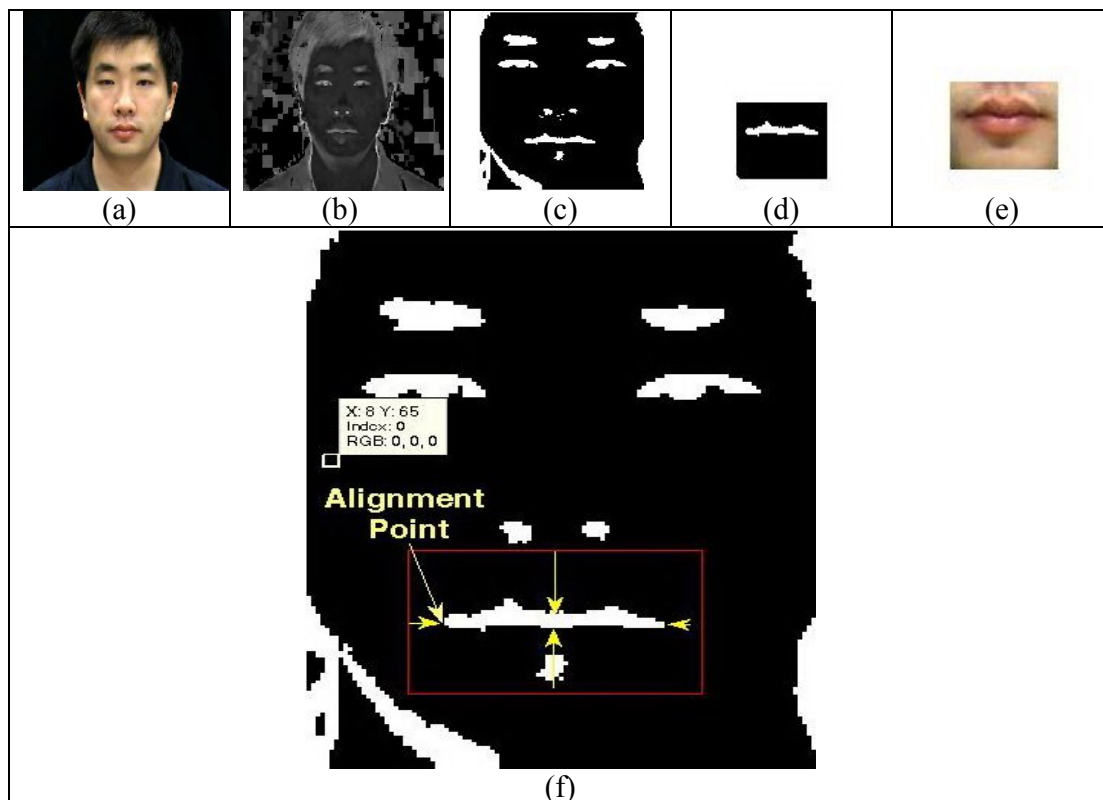 (a)
(b)
(c)
(d)
(e)
X: 8 Y: 65
Index: 0
RGB: 0, 0, 0
Alignment
Point
(f)